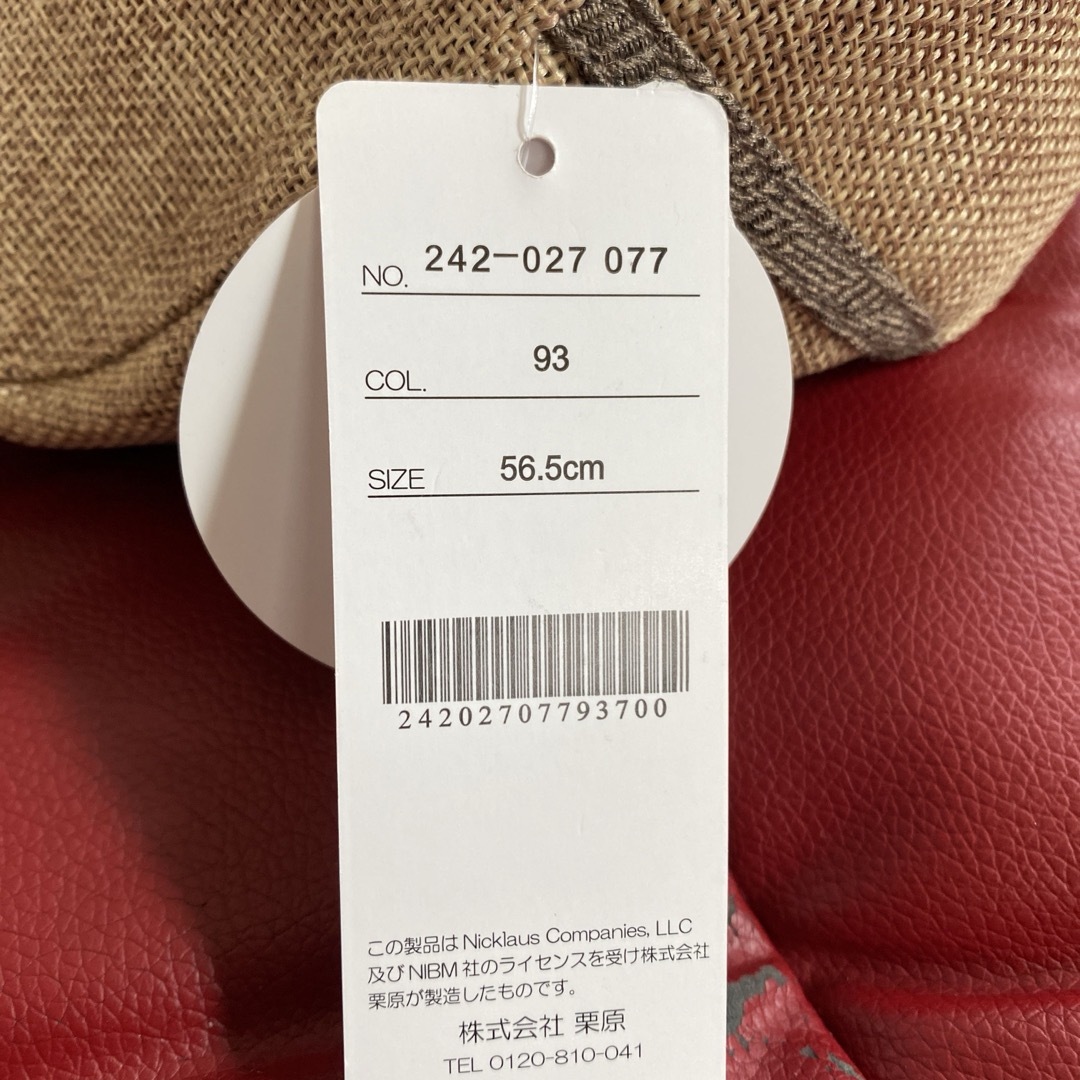 NO. 242-027 077
COL. 93
SIZE 56.5cm
24202707793700
この製品はNicklaus Companies, LLC
及びNIBM社のライセンスを受け株式会社
栗原が製造したものです。
株式会社 栗原
TEL 0120-810-041